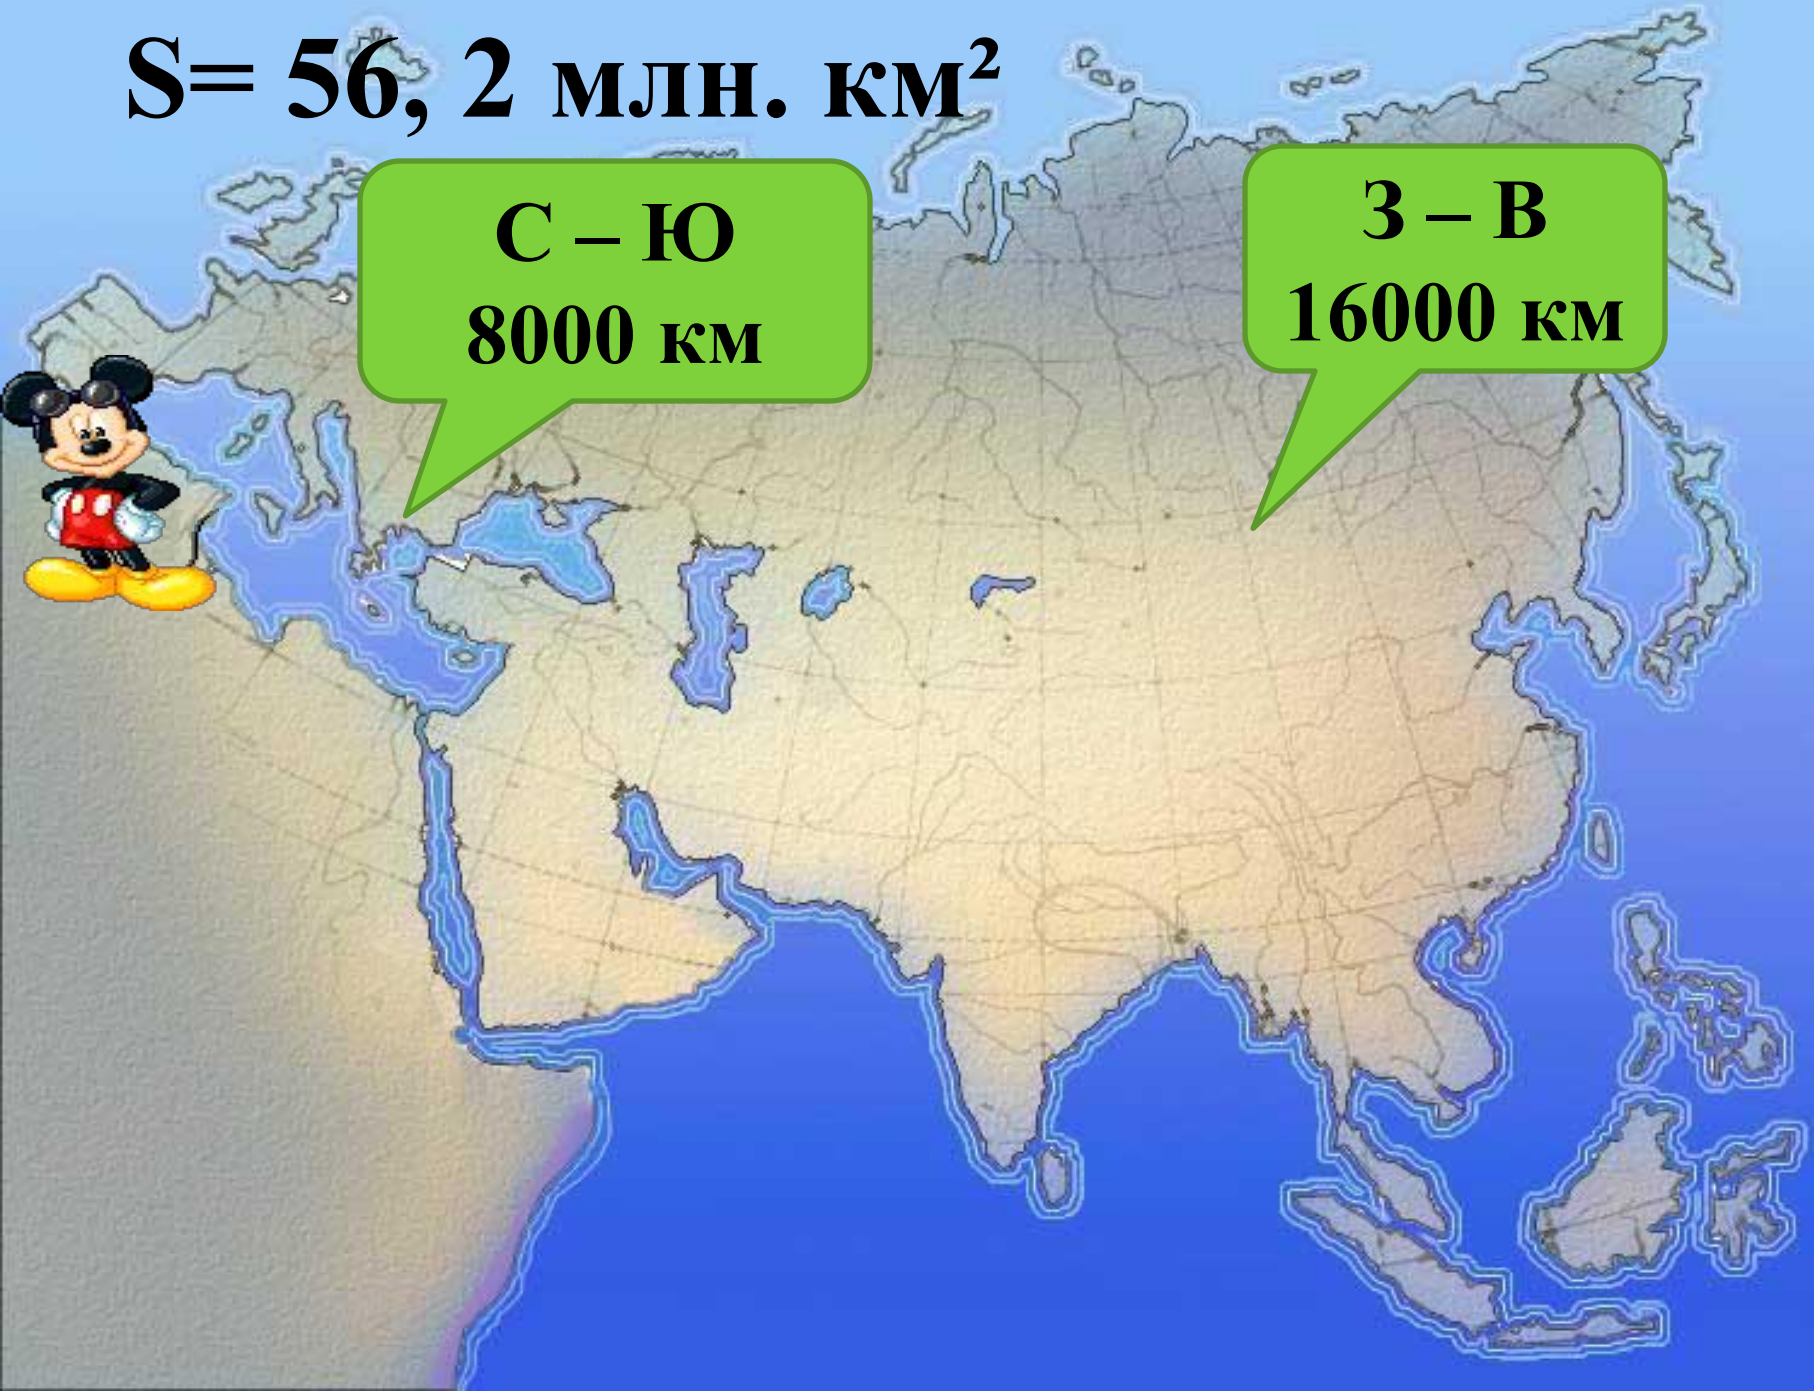 S= 56, 2 млн. км²
С – Ю
8000 км
З – В
16000 км